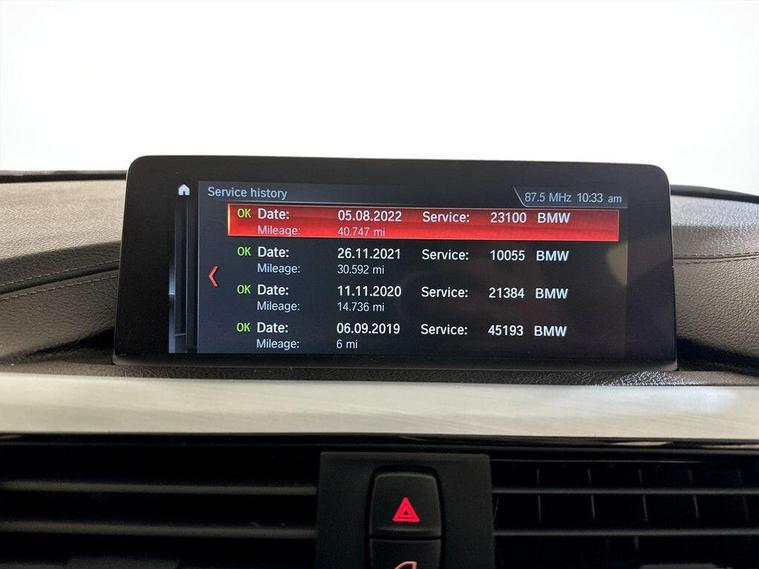 Service history 87.5 MHz 10:33 am
OK Date: 05.08.2022 Service: 23100 BMW
Mileage: 40.747 mi
OK Date: 26.11.2021 Service: 10055 BMW
Mileage: 30.592 mi
OK Date: 11.11.2020 Service: 21384 BMW
Mileage: 14.736 mi
OK Date: 06.09.2019 Service: 45193 BMW
Mileage: 6 mi